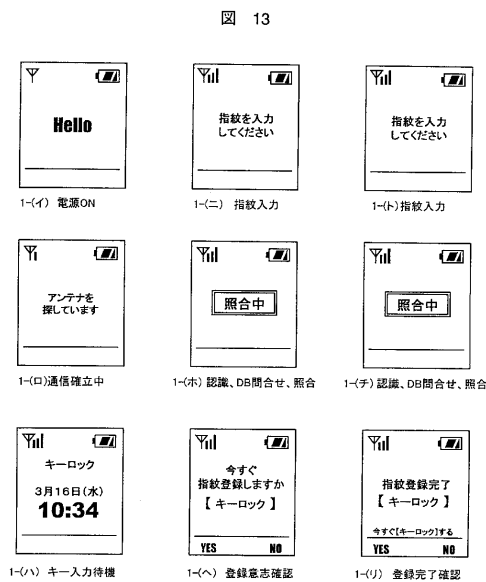 図 13
Hello
1-(イ) 電源ON
指紋を入力
してください
1-(ニ) 指紋入力
指紋を入力
してください
1-(ト)指紋入力
アンテナを
探しています
1-(ロ)通信確立中
照合中
1-(ホ) 認識、DB問合せ、照合
照合中
1-(チ) 認識、DB問合せ、照合
キーロック
3月16日(水)
10:34
1-(ハ) キー入力待機
今すぐ
指紋登録しますか
【 キーロック 】
YES NO
1-(ヘ) 登録意志確認
指紋登録完了
【 キーロック 】
今すぐ[キーロック]する
YES NO
1-(リ) 登録完了確認